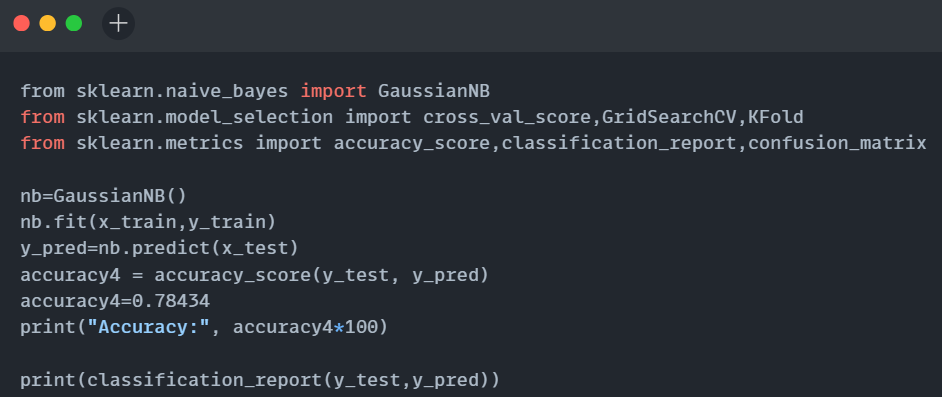 from sklearn.naive_bayes import GaussianNB
from sklearn.model_selection import cross_val_score,GridSearchCV,KFold
from sklearn.metrics import accuracy_score,classification_report,confusion_matrix
nb=GaussianNB()
nb.fit(x_train,y_train)
y_pred=nb.predict(x_test)
accuracy4 = accuracy_score(y_test, y_pred)
accuracy4=0.78434
print("Accuracy:", accuracy4*100)
print(classification_report(y_test,y_pred))